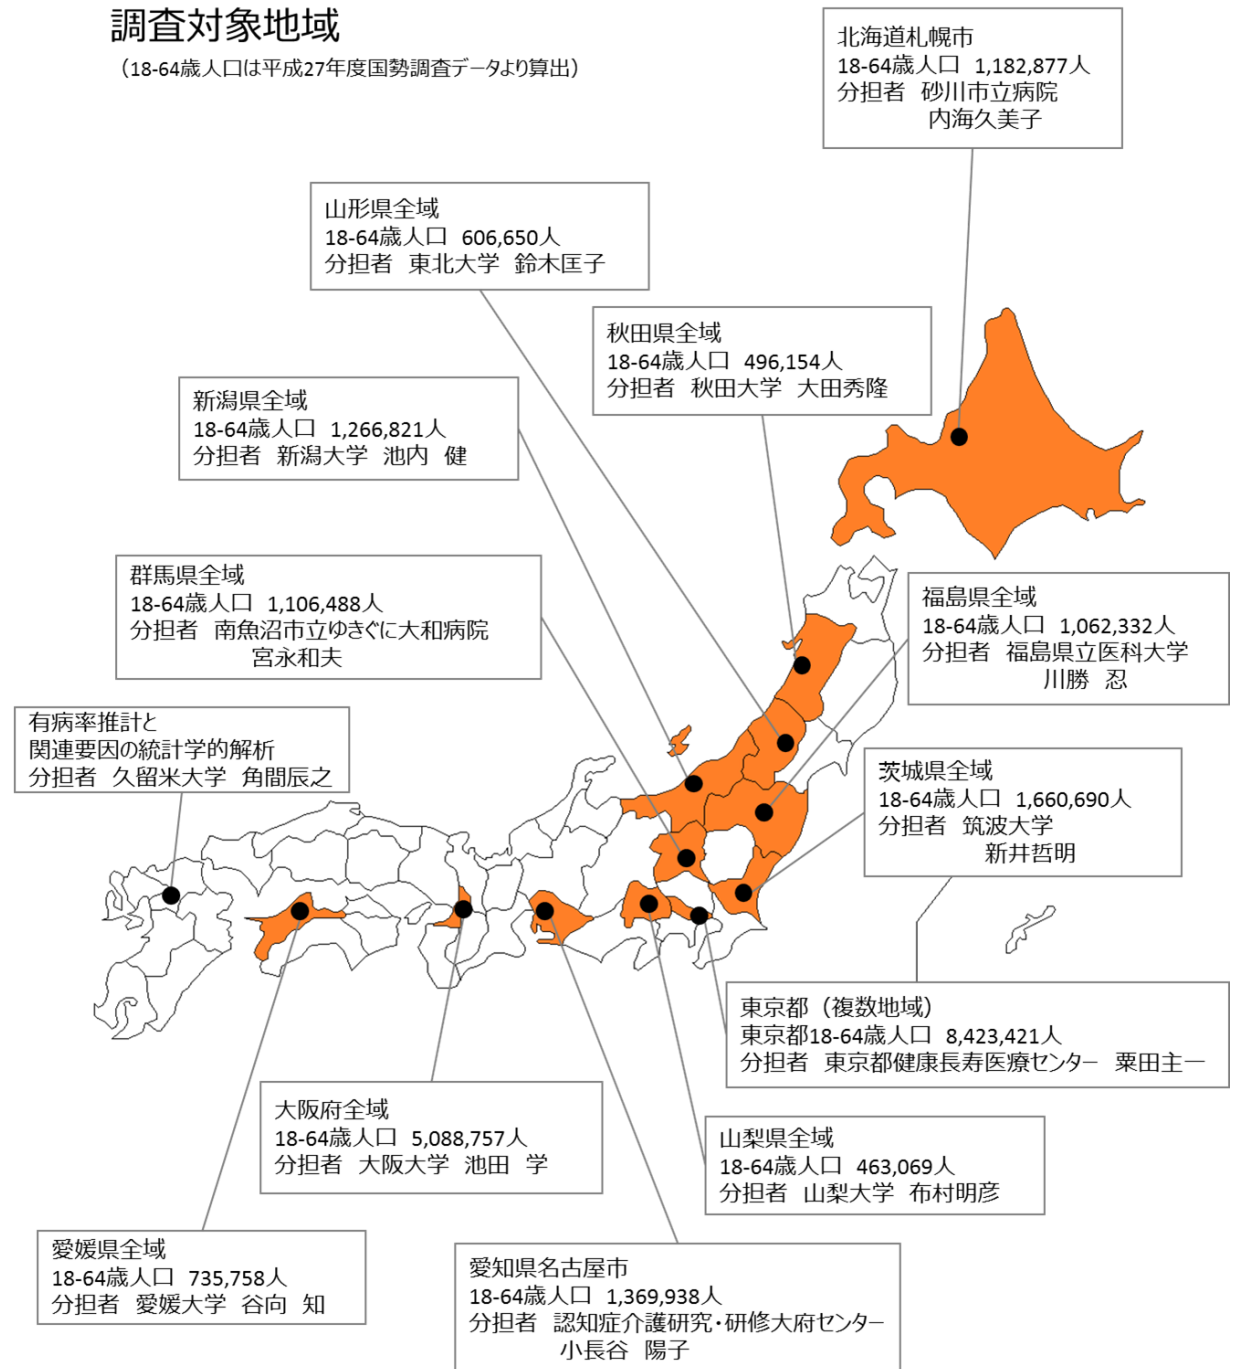 調査対象地域
（18-64歳人口は平成27年度国勢調査データより算出）
北海道札幌市
18-64歳人口 1,182,877人
分担者 砂川市立病院
内海久美子
山形県全域
18-64歳人口 606,650人
分担者 東北大学 鈴木匡子
秋田県全域
18-64歳人口 496,154人
分担者 秋田大学 大田秀隆
新潟県全域
18-64歳人口 1,266,821人
分担者 新潟大学 池内 健
群馬県全域
18-64歳人口 1,106,488人
分担者 南魚沼市立ゆきぐに大和病院
宮永和夫
福島県全域
18-64歳人口 1,062,332人
分担者 福島県立医科大学
川勝 忍
有病率推計と
関連要因の統計学的解析
分担者 久留米大学 角間辰之
茨城県全域
18-64歳人口 1,660,690人
分担者 筑波大学
新井哲明
東京都（複数地域）
東京都18-64歳人口 8,423,421人
分担者 東京都健康長寿医療センター 粟田主一
大阪府全域
18-64歳人口 5,088,757人
分担者 大阪大学 池田 学
山梨県全域
18-64歳人口 463,069人
分担者 山梨大学 布村明彦
愛媛県全域
18-64歳人口 735,758人
分担者 愛媛大学 谷向 知
愛知県名古屋市
18-64歳人口 1,369,938人
分担者 認知症介護研究・研修大府センター
小長谷 陽子